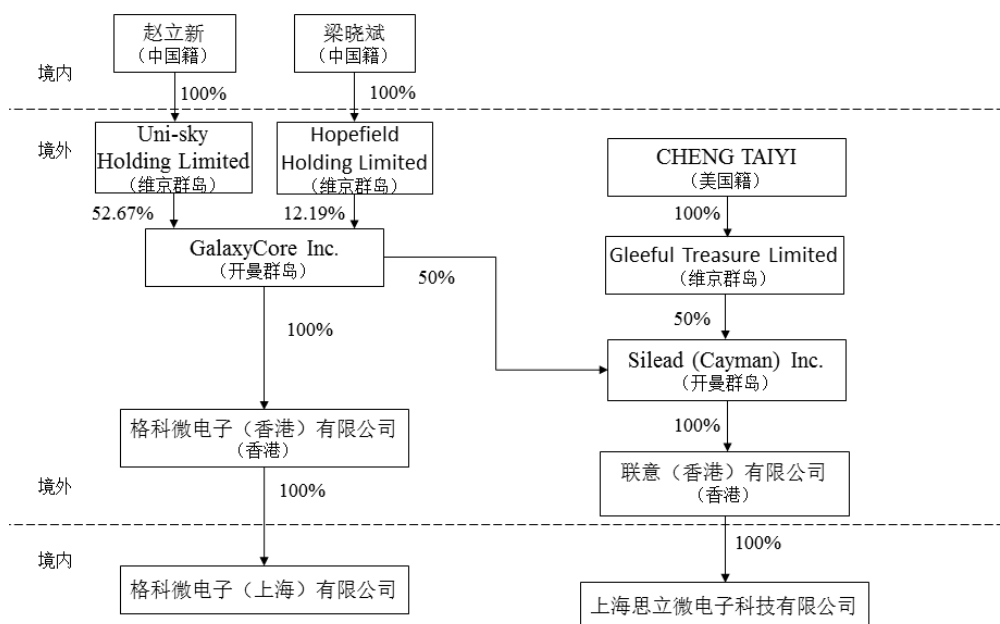 赵立新
（中国籍）
梁晓斌
（中国籍）
境内
100%
100%
境外
Uni-sky
Holding Limited
（维京群岛）
Hopefield
Holding Limited
（维京群岛）
CHENG TAIYI
（美国籍）
52.67%
12.19%
100%
GalaxyCore Inc.
（开曼群岛）
Gleeful Treasure Limited
（维京群岛）
50%
50%
100%
Silead (Cayman) Inc.
（开曼群岛）
格科微电子（香港）有限公司
（香港）
100%
联意（香港）有限公司
（香港）
境外
100%
境内
100%
格科微电子（上海）有限公司
上海思立微电子科技有限公司